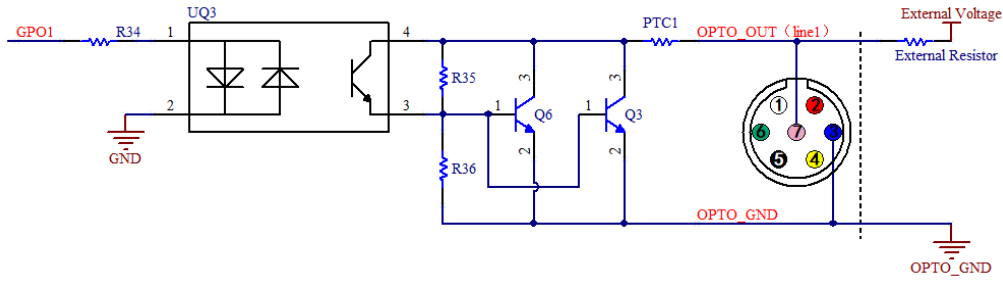 UQ3
External Voltage
GPO1
R34
1
4
PTC1
OPTO_OUT（line1）
External Resistor
R35
3
3
2
3
1
Q6
1
Q3
1
2
6
7
3
5
4
GND
R36
2
2
OPTO_GND
OPTO_GND